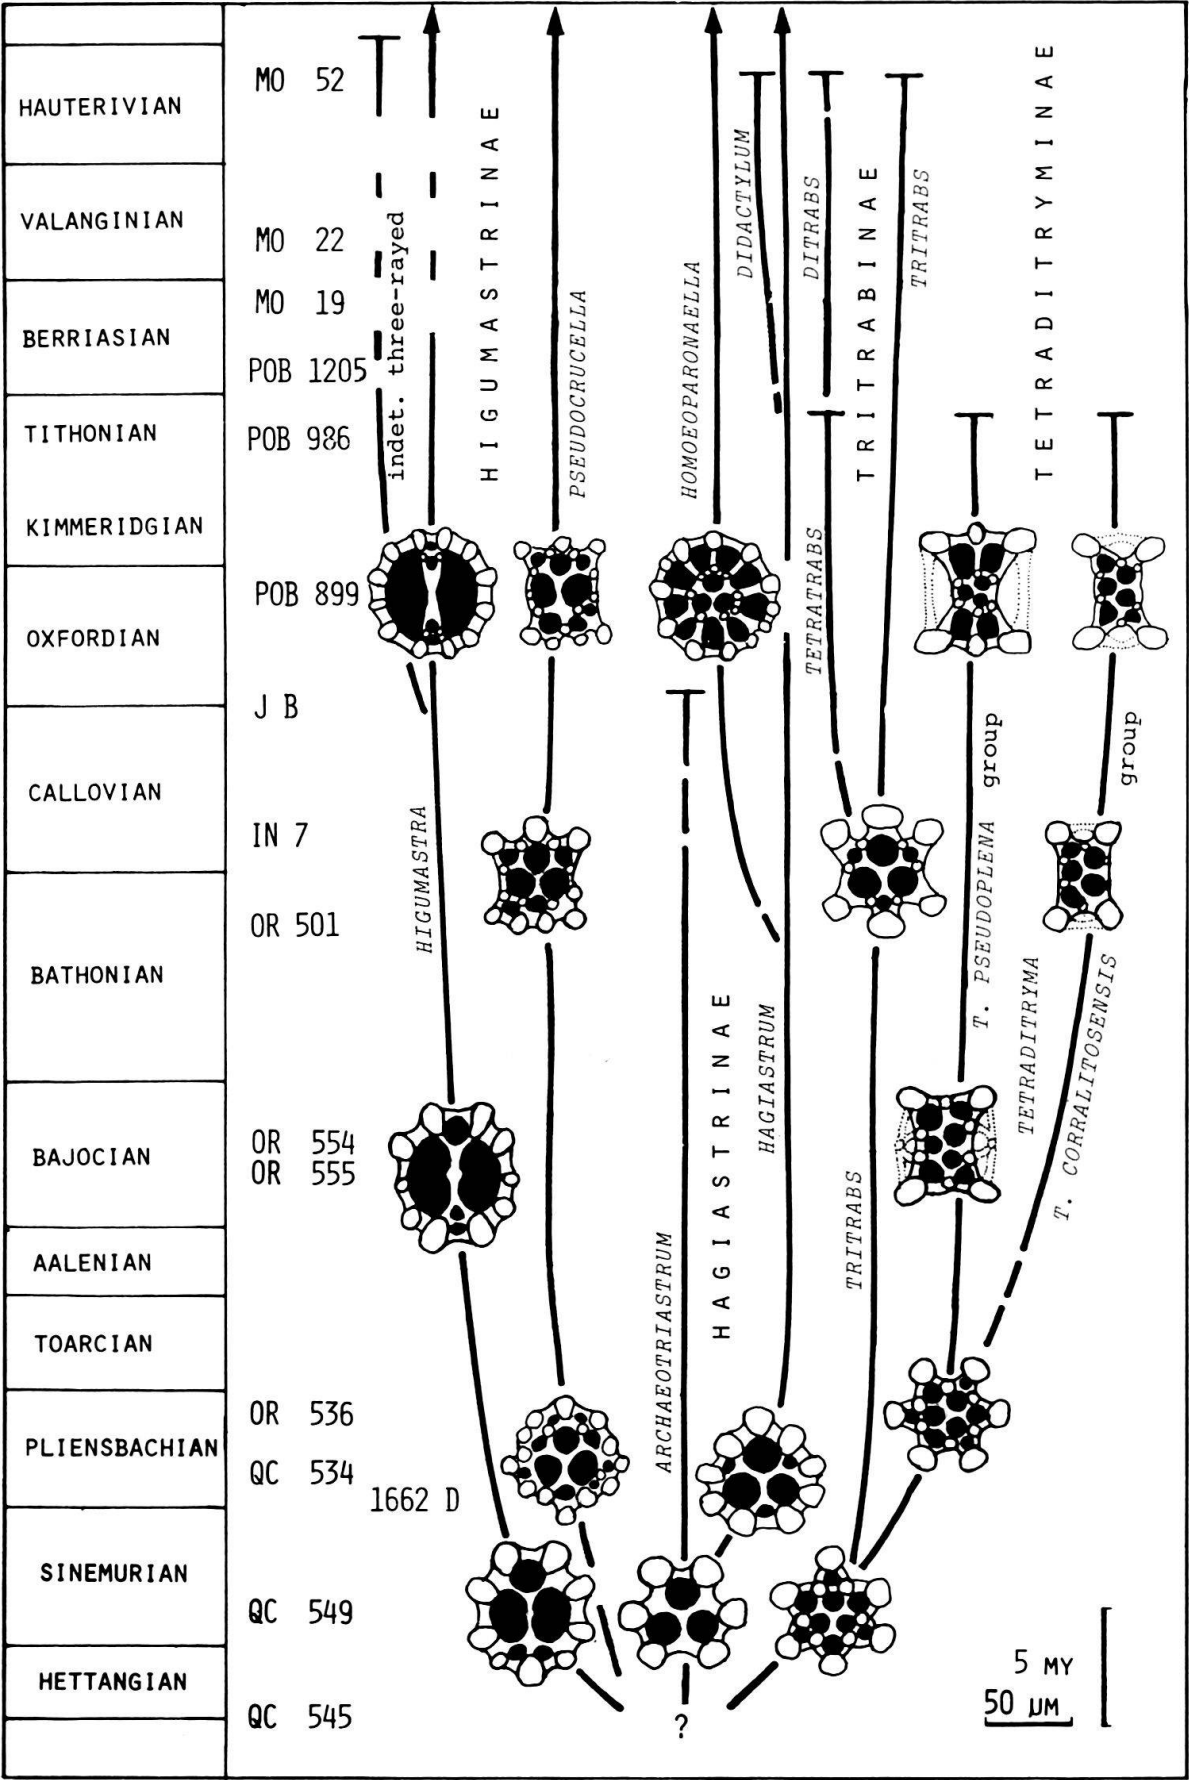 HAUTERIVIAN
VALANGINIAN
BERRIASIAN
TITHONIAN
KIMMERIDGIAN
OXFORDIAN
CALLOVIAN
BATHONIAN
BAJOCIAN
AALENIAN
TOARCIAN
PLIENSBACHIAN
SINEMURIAN
HETTANGIAN
MO 52
MO 22
MO 19
POB 1205
POB 986
POB 899
J B
IN 7
OR 501
OR 554
OR 555
OR 536
QC 534
1662 D
QC 549
QC 545
indet. three-rayed
HIGUMASTRINAE
HIGUMASTRA
PSEUDOCRUCELLA
HOMOEOPARONAELLA
DIDACTYLUM
DITRABS
TRITRABINAE
TRITRABS
TETRADITRYMINAE
TETRATRABS
ARCHAEOTRIASTRUM
HAGIASTRINAE
HAGIASTRUM
TRITRABS
T. PSEUDOPLENA group
TETRADITRYMA
T. CORRALITOSENSIS
group
?
5 MY
50 µM